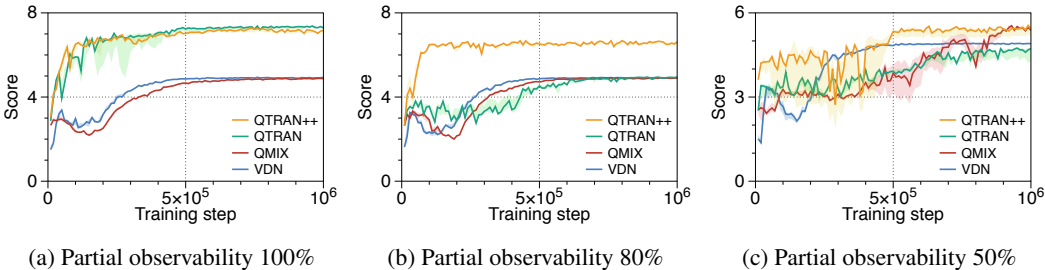 8
4
0
Score
QTRAN++
QTRAN
QMIX
VDN
0
5×10⁵
10⁶
Training step
(a) Partial observability 100%
8
4
0
Score
QTRAN++
QTRAN
QMIX
VDN
0
5×10⁵
10⁶
Training step
(b) Partial observability 80%
6
3
0
Score
QTRAN++
QTRAN
QMIX
VDN
0
5×10⁵
10⁶
Training step
(c) Partial observability 50%